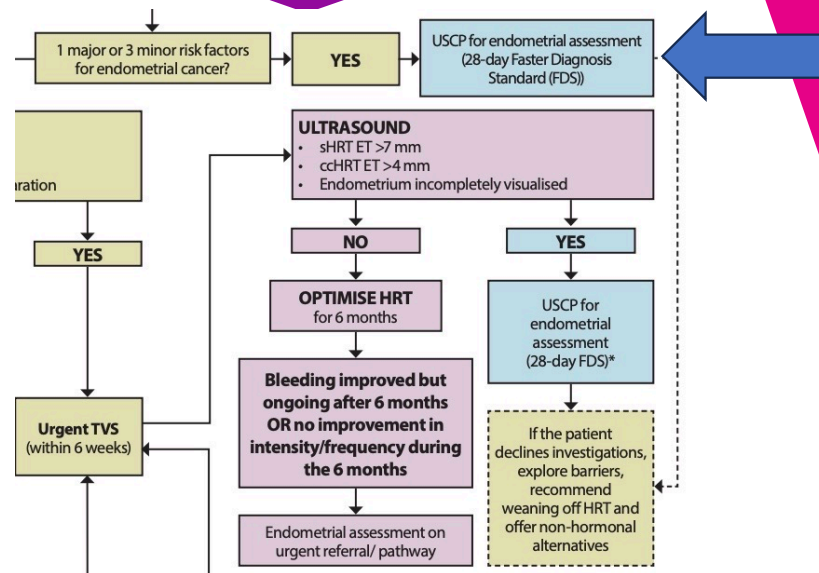 1 major or 3 minor risk factors
for endometrial cancer?
YES
USCP for endometrial assessment
(28-day Faster Diagnosis
Standard (FDS))
ULTRASOUND
• sHRT ET >7 mm
• ccHRT ET >4 mm
• Endometrium incompletely visualised
YES
NO
YES
OPTIMISE HRT
for 6 months
USCP for
endometrial
assessment
(28-day FDS)*
Bleeding improved but
ongoing after 6 months
OR no improvement in
intensity/frequency during
the 6 months
Urgent TVS
(within 6 weeks)
If the patient
declines investigations,
explore barriers,
recommend
weaning off HRT and
offer non-hormonal
alternatives
Endometrial assessment on
urgent referral/ pathway